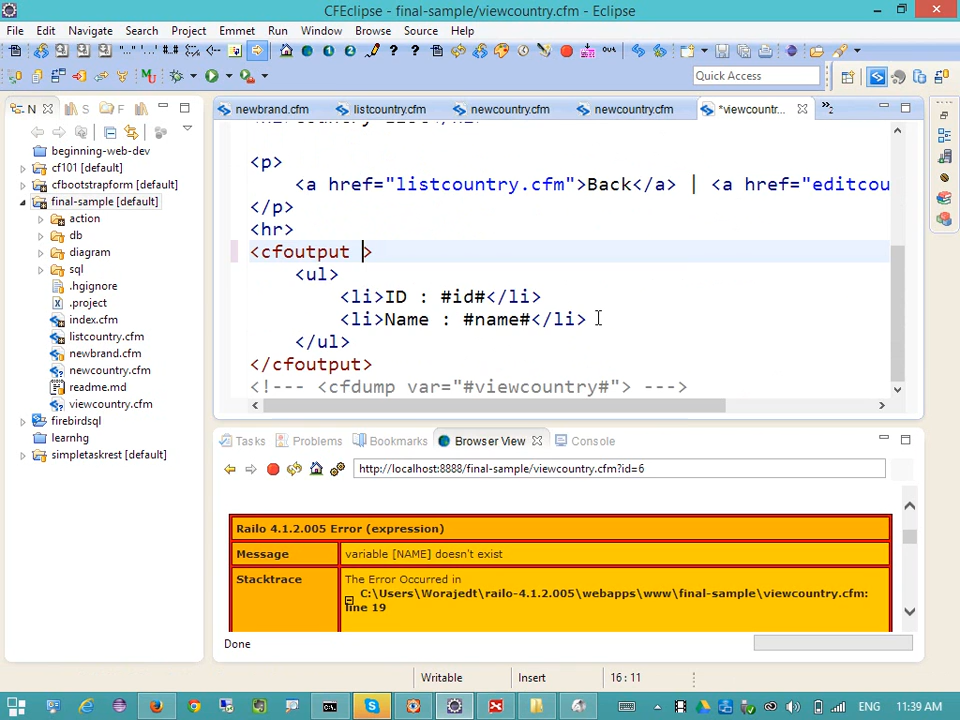 CFEclipse - final-sample/viewcountry.cfm - Eclipse
File Edit Navigate Search Project Emmet Run Window Browse Source Help
Quick Access
N S F
newbrand.cfm listcountry.cfm newcountry.cfm newcountry.cfm *viewcountr...
beginning-web-dev
cf101 [default]
cfbootstrapform [default]
final-sample [default]
action
db
diagram
sql
.hgignore
.project
index.cfm
listcountry.cfm
newbrand.cfm
newcountry.cfm
readme.md
viewcountry.cfm
firebirdsql
learnhg
simpletaskrest [default]
<p>
<a href="listcountry.cfm">Back</a> | <a href="editcou
</p>
<hr>
<cfoutput >
<ul>
<li>ID : #id#</li>
<li>Name : #name#</li>
</ul>
</cfoutput>
<!--- <cfdump var="#viewcountry#"> --->
Tasks Problems Bookmarks Browser View Console
http://localhost:8888/final-sample/viewcountry.cfm?id=6
Railo 4.1.2.005 Error (expression)
Message variable [NAME] doesn't exist
Stacktrace The Error Occurred in
C:\Users\Worajedt\railo-4.1.2.005\webapps\www\final-sample\viewcountry.cfm:
line 19
Done
Writable Insert 16 : 11
ENG 11:39 AM